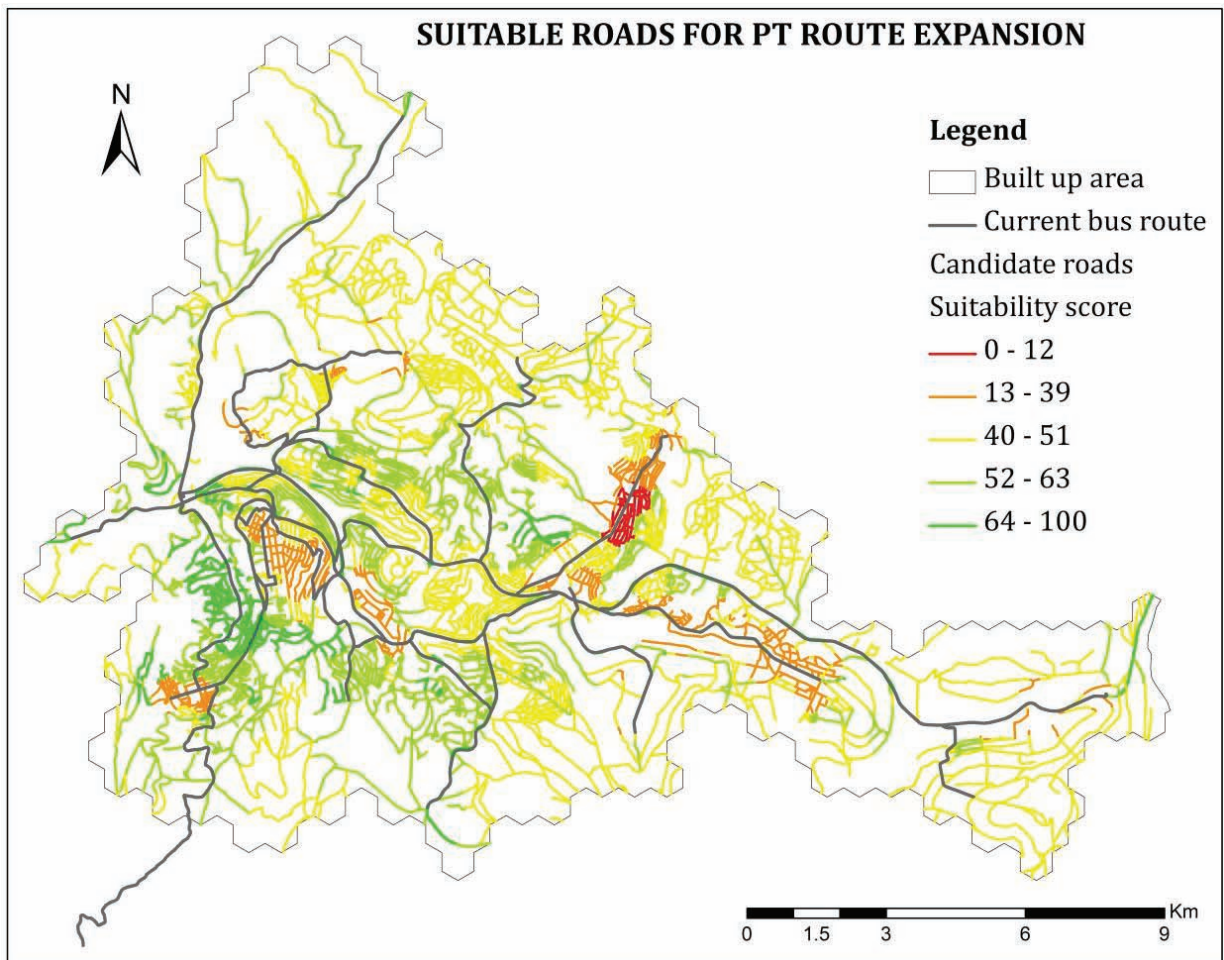 SUITABLE ROADS FOR PT ROUTE EXPANSION
N
Legend
Built up area
Current bus route
Candidate roads
Suitability score
0 - 12
13 - 39
40 - 51
52 - 63
64 - 100
Km
0 1.5 3 6 9